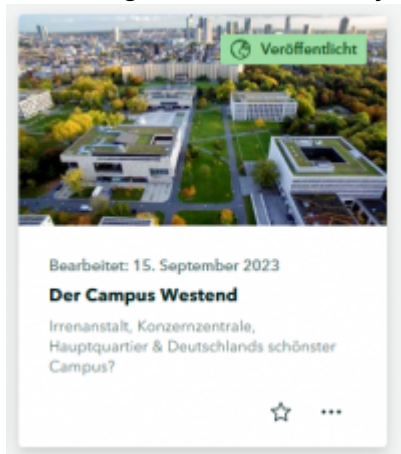 Veröffentlicht
Bearbeitet: 15. September 2023
Der Campus Westend
Irrenanstalt, Konzernzentrale,
Hauptquartier & Deutschlands schönster
Campus?